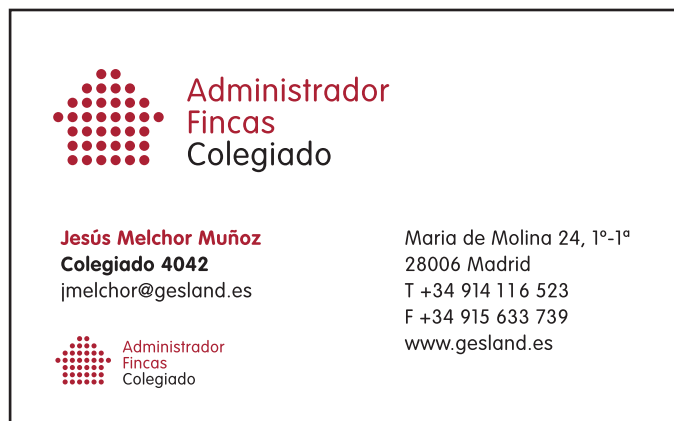 Administrador
Fincas
Colegiado
Jesús Melchor Muñoz
Colegiado 4042
jmelchor@gesland.es
Administrador
Fincas
Colegiado
Maria de Molina 24, 1º-1ª
28006 Madrid
T +34 914 116 523
F +34 915 633 739
www.gesland.es